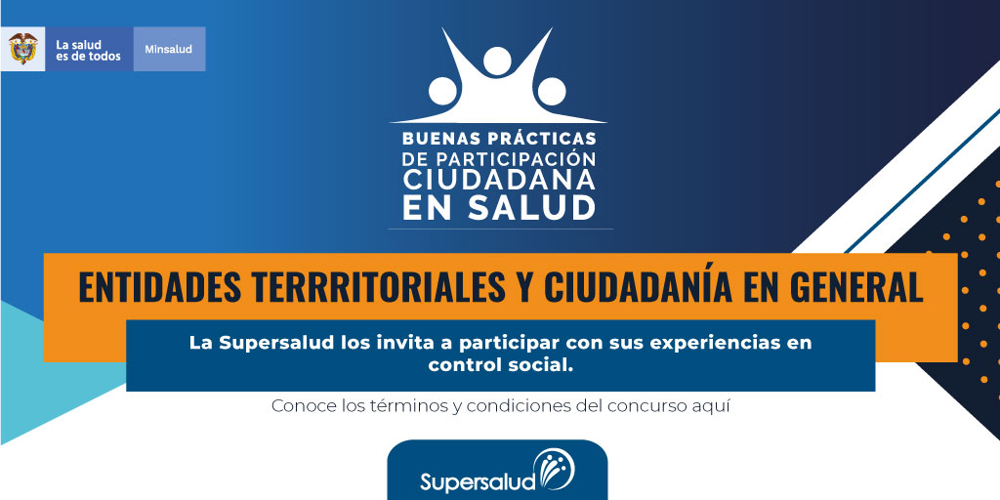 La salud
es de todos
Minsalud
BUENAS PRÁCTICAS
DE PARTICIPACIÓN
CIUDADANA
EN SALUD
ENTIDADES TERRRITORIALES Y CIUDADANÍA EN GENERAL
La Supersalud los invita a participar con sus experiencias en
control social.
Conoce los términos y condiciones del concurso aquí
Supersalud